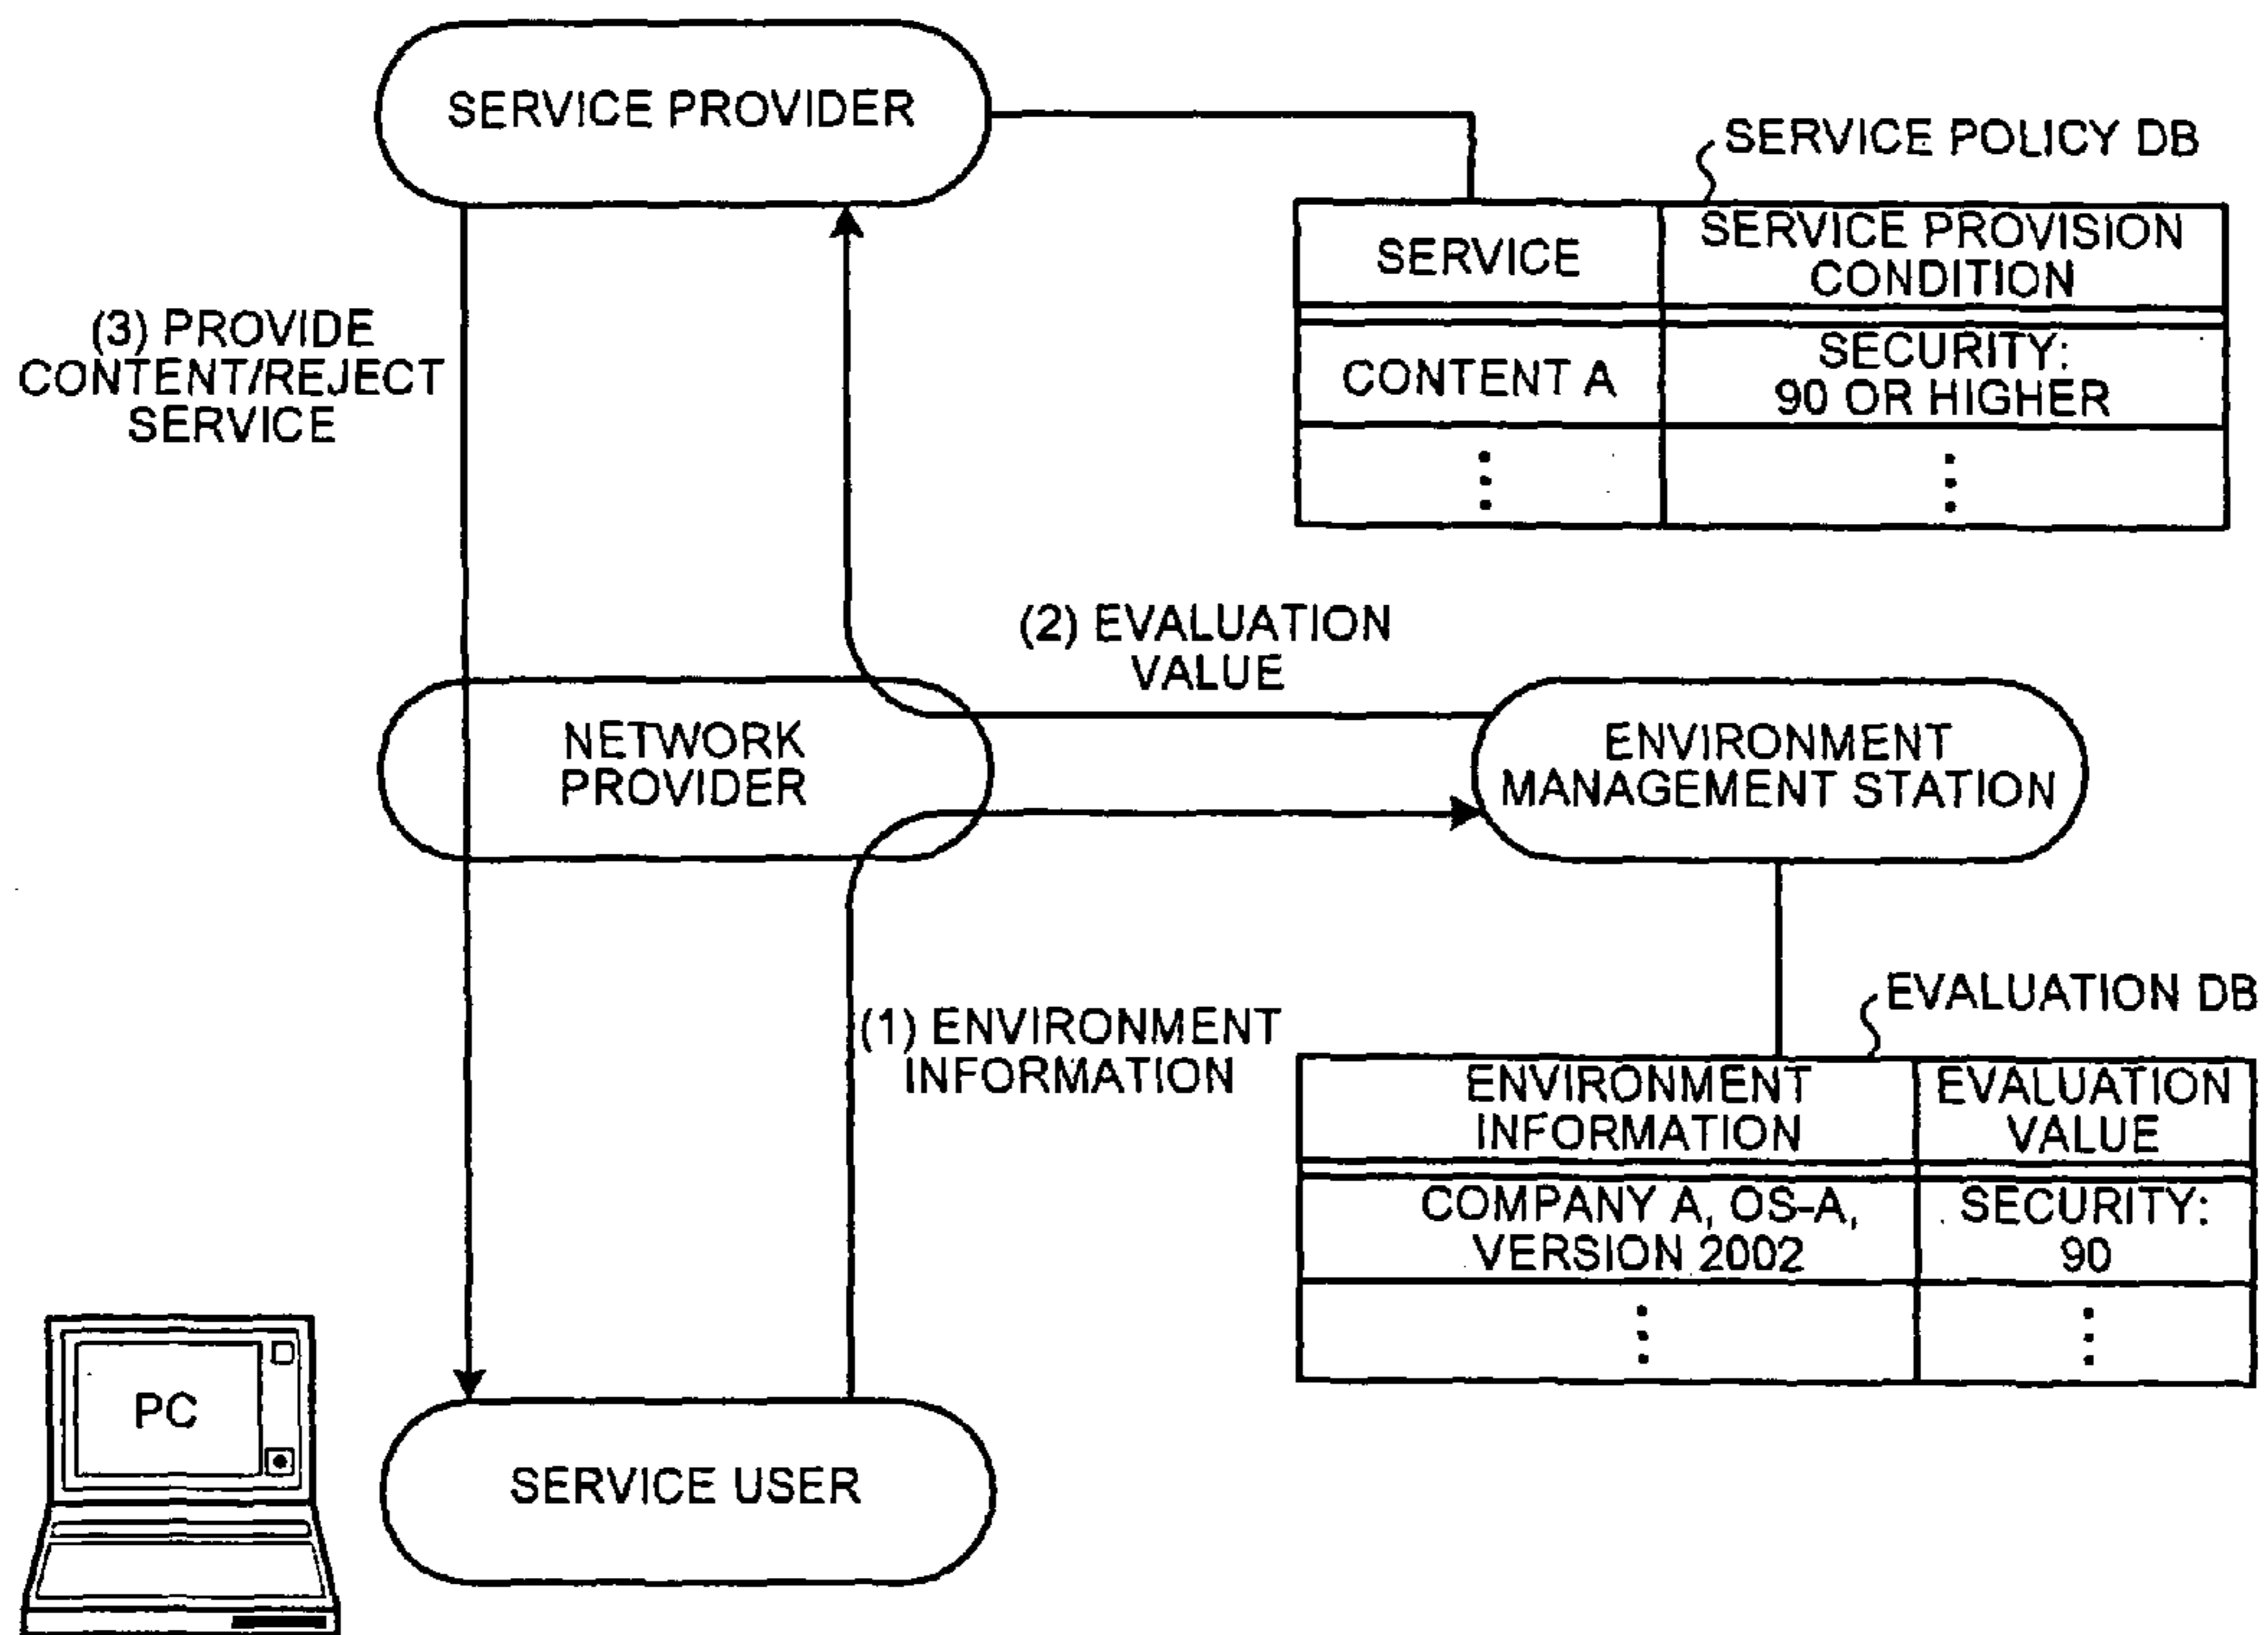 SERVICE PROVIDER
SERVICE POLICY DB
SERVICE
SERVICE PROVISION
CONDITION
CONTENT A
SECURITY:
90 OR HIGHER
(3) PROVIDE
CONTENT/REJECT
SERVICE
(2) EVALUATION
VALUE
NETWORK
PROVIDER
ENVIRONMENT
MANAGEMENT STATION
(1) ENVIRONMENT
INFORMATION
EVALUATION DB
ENVIRONMENT
INFORMATION
EVALUATION
VALUE
COMPANY A, OS-A,
VERSION 2002
SECURITY:
90
PC
SERVICE USER